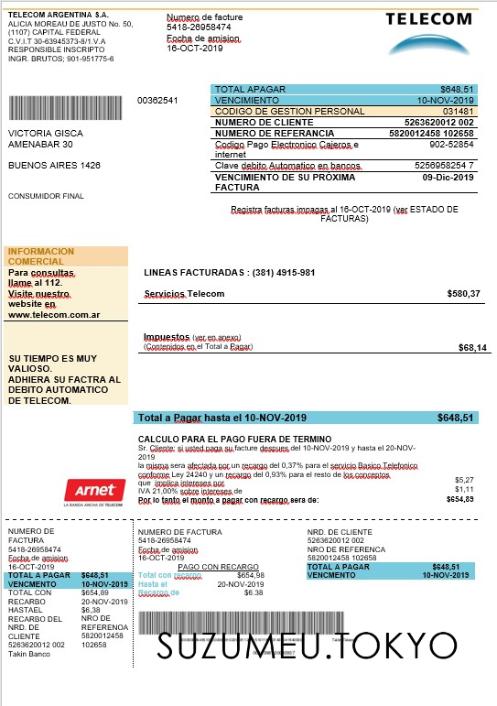 TELECOM ARGENTINA S.A.
ALICIA MOREAU DE JUSTO No. 50,
(1107) CAPITAL FEDERAL
C.V.I.T 30-63945373-8/1.V.A
RESPONSIBLE INSCRIPTO
INGR. BRUTOS; 901-951775-6
Numero de facture
5418-26958474
Focha de amision
16-OCT-2019
TELECOM
00362541
VICTORIA GISCA
AMENABAR 30
BUENOS AIRES 1426
CONSUMIDOR FINAL
TOTAL APAGAR $648,51
VENCIMIENTO 10-NOV-2019
CODIGO DE GESTION PERSONAL 031481
NUMERO DE CLIENTE 5263620012 002
NUMERO DE REFERANCIA 5820012458 102658
Codigo Pago Electronico Cajeros e internet 902-52854
Clave debito Automatico en bancos 5256958254 7
VENCIMIENTO DE SU PRÓXIMA FACTURA 09-Dic-2019
Registra facturas impagas al 16-OCT-2019 (ver ESTADO DE
FACTURAS)
INFORMACION
COMERCIAL
Para consultas
llame al 112.
Visite nuestro
website en
www.telecom.com.ar
SU TIEMPO ES MUY
VALIOSO.
ADHIERA SU FACTRA AL
DEBITO AUTOMATICO
DE TELECOM.
LINEAS FACTURADAS : (381) 4915-981
Servicios Telecom $580,37
Impuestos (ver en anexo)
(Contenidos en el Total a Pagar) $68,14
Total a Pagar hasta el 10-NOV-2019 $648,51
CALCULO PARA EL PAGO FUERA DE TERMINO
Sr. Cliente: si usted paga su facture despues del 10-NOV-2019 y hasta el 20-NOV-
2019
la misma sera afectada por un recargo del 0,37% para el servicio Basico Telefonico
conforme Ley 24240 y un recargo del 0,93% para el resto de los conceptos
que implica intereses por $5,27
IVA 21,00% sobre intereses de $1,11
Por lo tanto el monto a pagar con recargo sera de: $654,89
Arnet
LA BANDA ANCHA DE TELECOM
NUMERO DE
FACTURA
5418-26958474
Focha de amision
16-OCT-2019
TOTAL A PAGAR $648,51
VENCMENTO 10-NOV-2019
TOTAL CON $654,89
RECARBO 20-NOV-2019
HASTAEL $6,38
RECARBO DEL NRO DE
NRD. DE REFERENCIA
CLIENTE 5820012458
5263620012 002 102658
Takin Banco
NUMERO DE FACTURA
5418-26958474
Focha de amision
16-OCT-2019
PAGO CON RECARGO
Total con recargo $654,98
Hasta el 20-NOV-2019
Recargo de $6.38
NRD. DE CLIENTE
5263620012 002
NRO DE REFERENCIA
5820012458 102658
TOTAL A PAGAR $648,51
VENCMENTO 10-NOV-2019
SUZUMEU.TOKYO